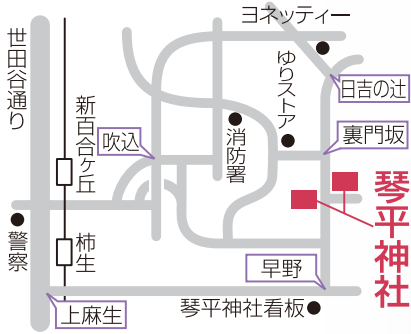 ヨネッティー
世田谷通り
ゆりストア
日吉の辻
新百合ヶ丘
吹込
消防署
裏門坂
琴平神社
警察
柿生
早野
上麻生
琴平神社看板